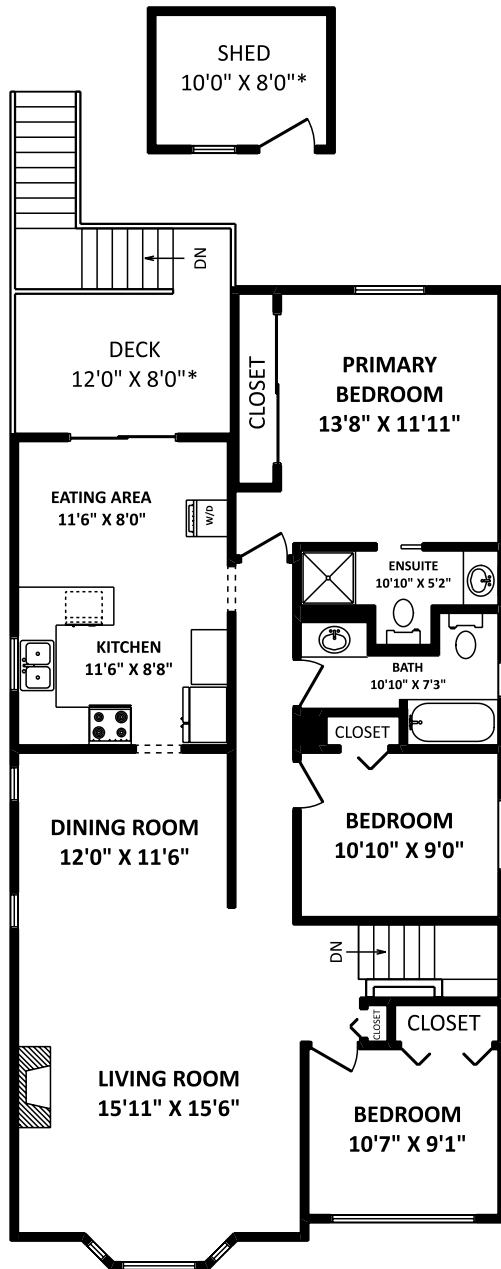 SHED
10'0" X 8'0"*
DN
DECK
12'0" X 8'0"*
CLOSET
PRIMARY
BEDROOM
13'8" X 11'11"
EATING AREA
11'6" X 8'0"
W/D
ENSUITE
10'10" X 5'2"
KITCHEN
11'6" X 8'8"
BATH
10'10" X 7'3"
CLOSET
DINING ROOM
12'0" X 11'6"
BEDROOM
10'10" X 9'0"
DN
CLOSET
CLOSET
LIVING ROOM
15'11" X 15'6"
BEDROOM
10'7" X 9'1"